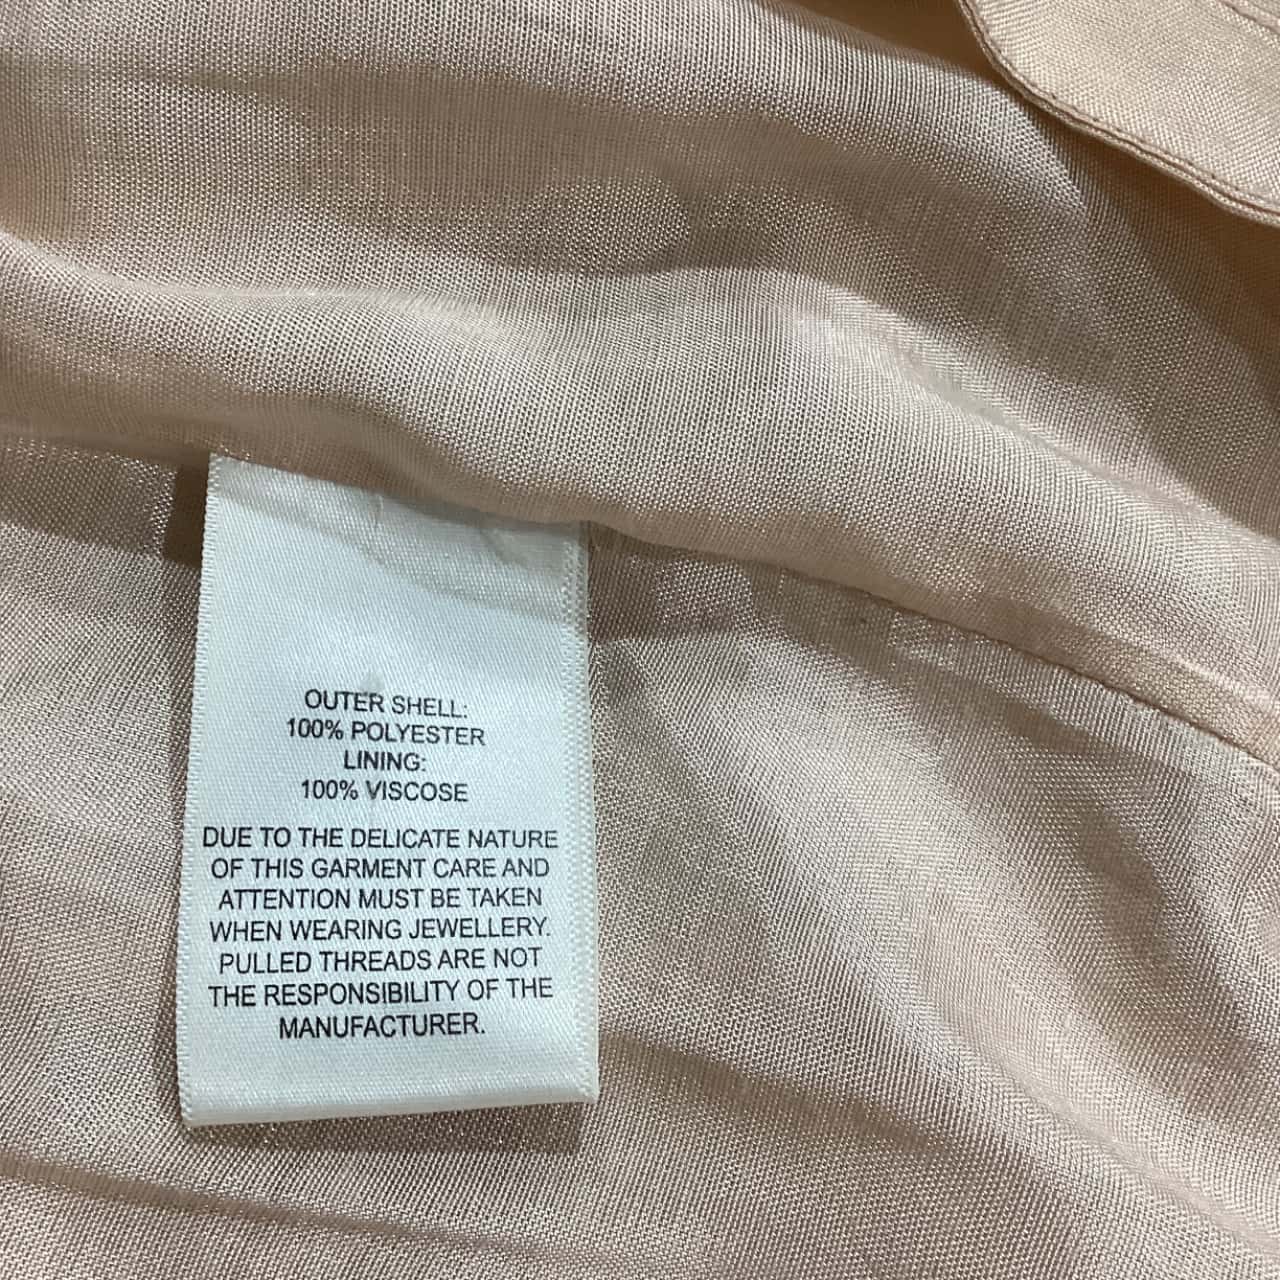 OUTER SHELL:
100% POLYESTER
LINING:
100% VISCOSE
DUE TO THE DELICATE NATURE
OF THIS GARMENT CARE AND
ATTENTION MUST BE TAKEN
WHEN WEARING JEWELLERY.
PULLED THREADS ARE NOT
THE RESPONSIBILITY OF THE
MANUFACTURER.